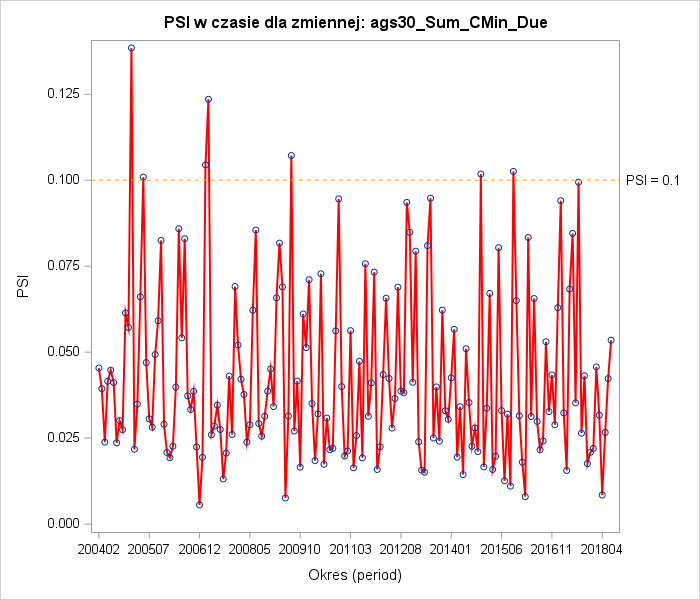 PSI w czasie dla zmiennej: ags30_Sum_CMin_Due
0.125
0.100
PSI = 0.1
0.075
PSI
0.050
0.025
0.000
200402 200507 200612 200805 200910 201103 201208 201401 201506 201611 201804
Okres (period)